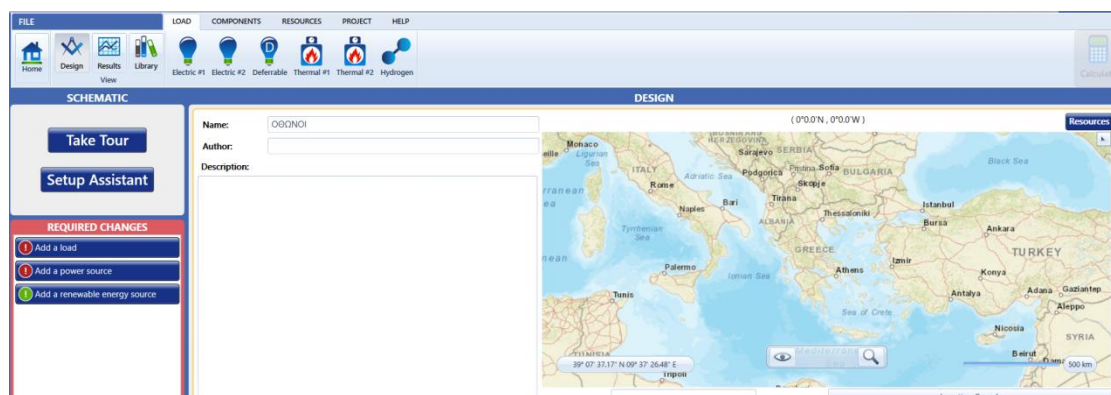 FILE
LOAD COMPONENTS RESOURCES PROJECT HELP
Home Design Results Library Electric #1 Electric #2 Deferrable Thermal #1 Thermal #2 Hydrogen
View
SCHEMATIC
DESIGN
Take Tour
Setup Assistant
REQUIRED CHANGES
Add a load
Add a power source
Add a renewable energy source
Name: ΟΘΩΝΟΙ
Author:
Description:
( 0°0.0'N , 0°0.0'W )
Resources
Monaco
Ligurian
Sea
SERBIA
Sarajevo
Black Sea
ITALY
Adriatic Sea
Podgorica
Pristina
Sofia
BULGARIA
Rome
Skopje
Naples
Bari
Tirana
ALBANIA
Thessaloniki
Istanbul
Bursa
Ankara
Tyrrhenian
Sea
GREECE
TURKEY
Palermo
Ionian Sea
Athens
Izmir
Konya
Antalya
Adana
Gaziantep
Aleppo
Tunis
Sea of Crete
Nicosia
SYRIA
Beirut
39° 07' 37.17" N 09° 37' 26.48" E
500 km
Tripoli